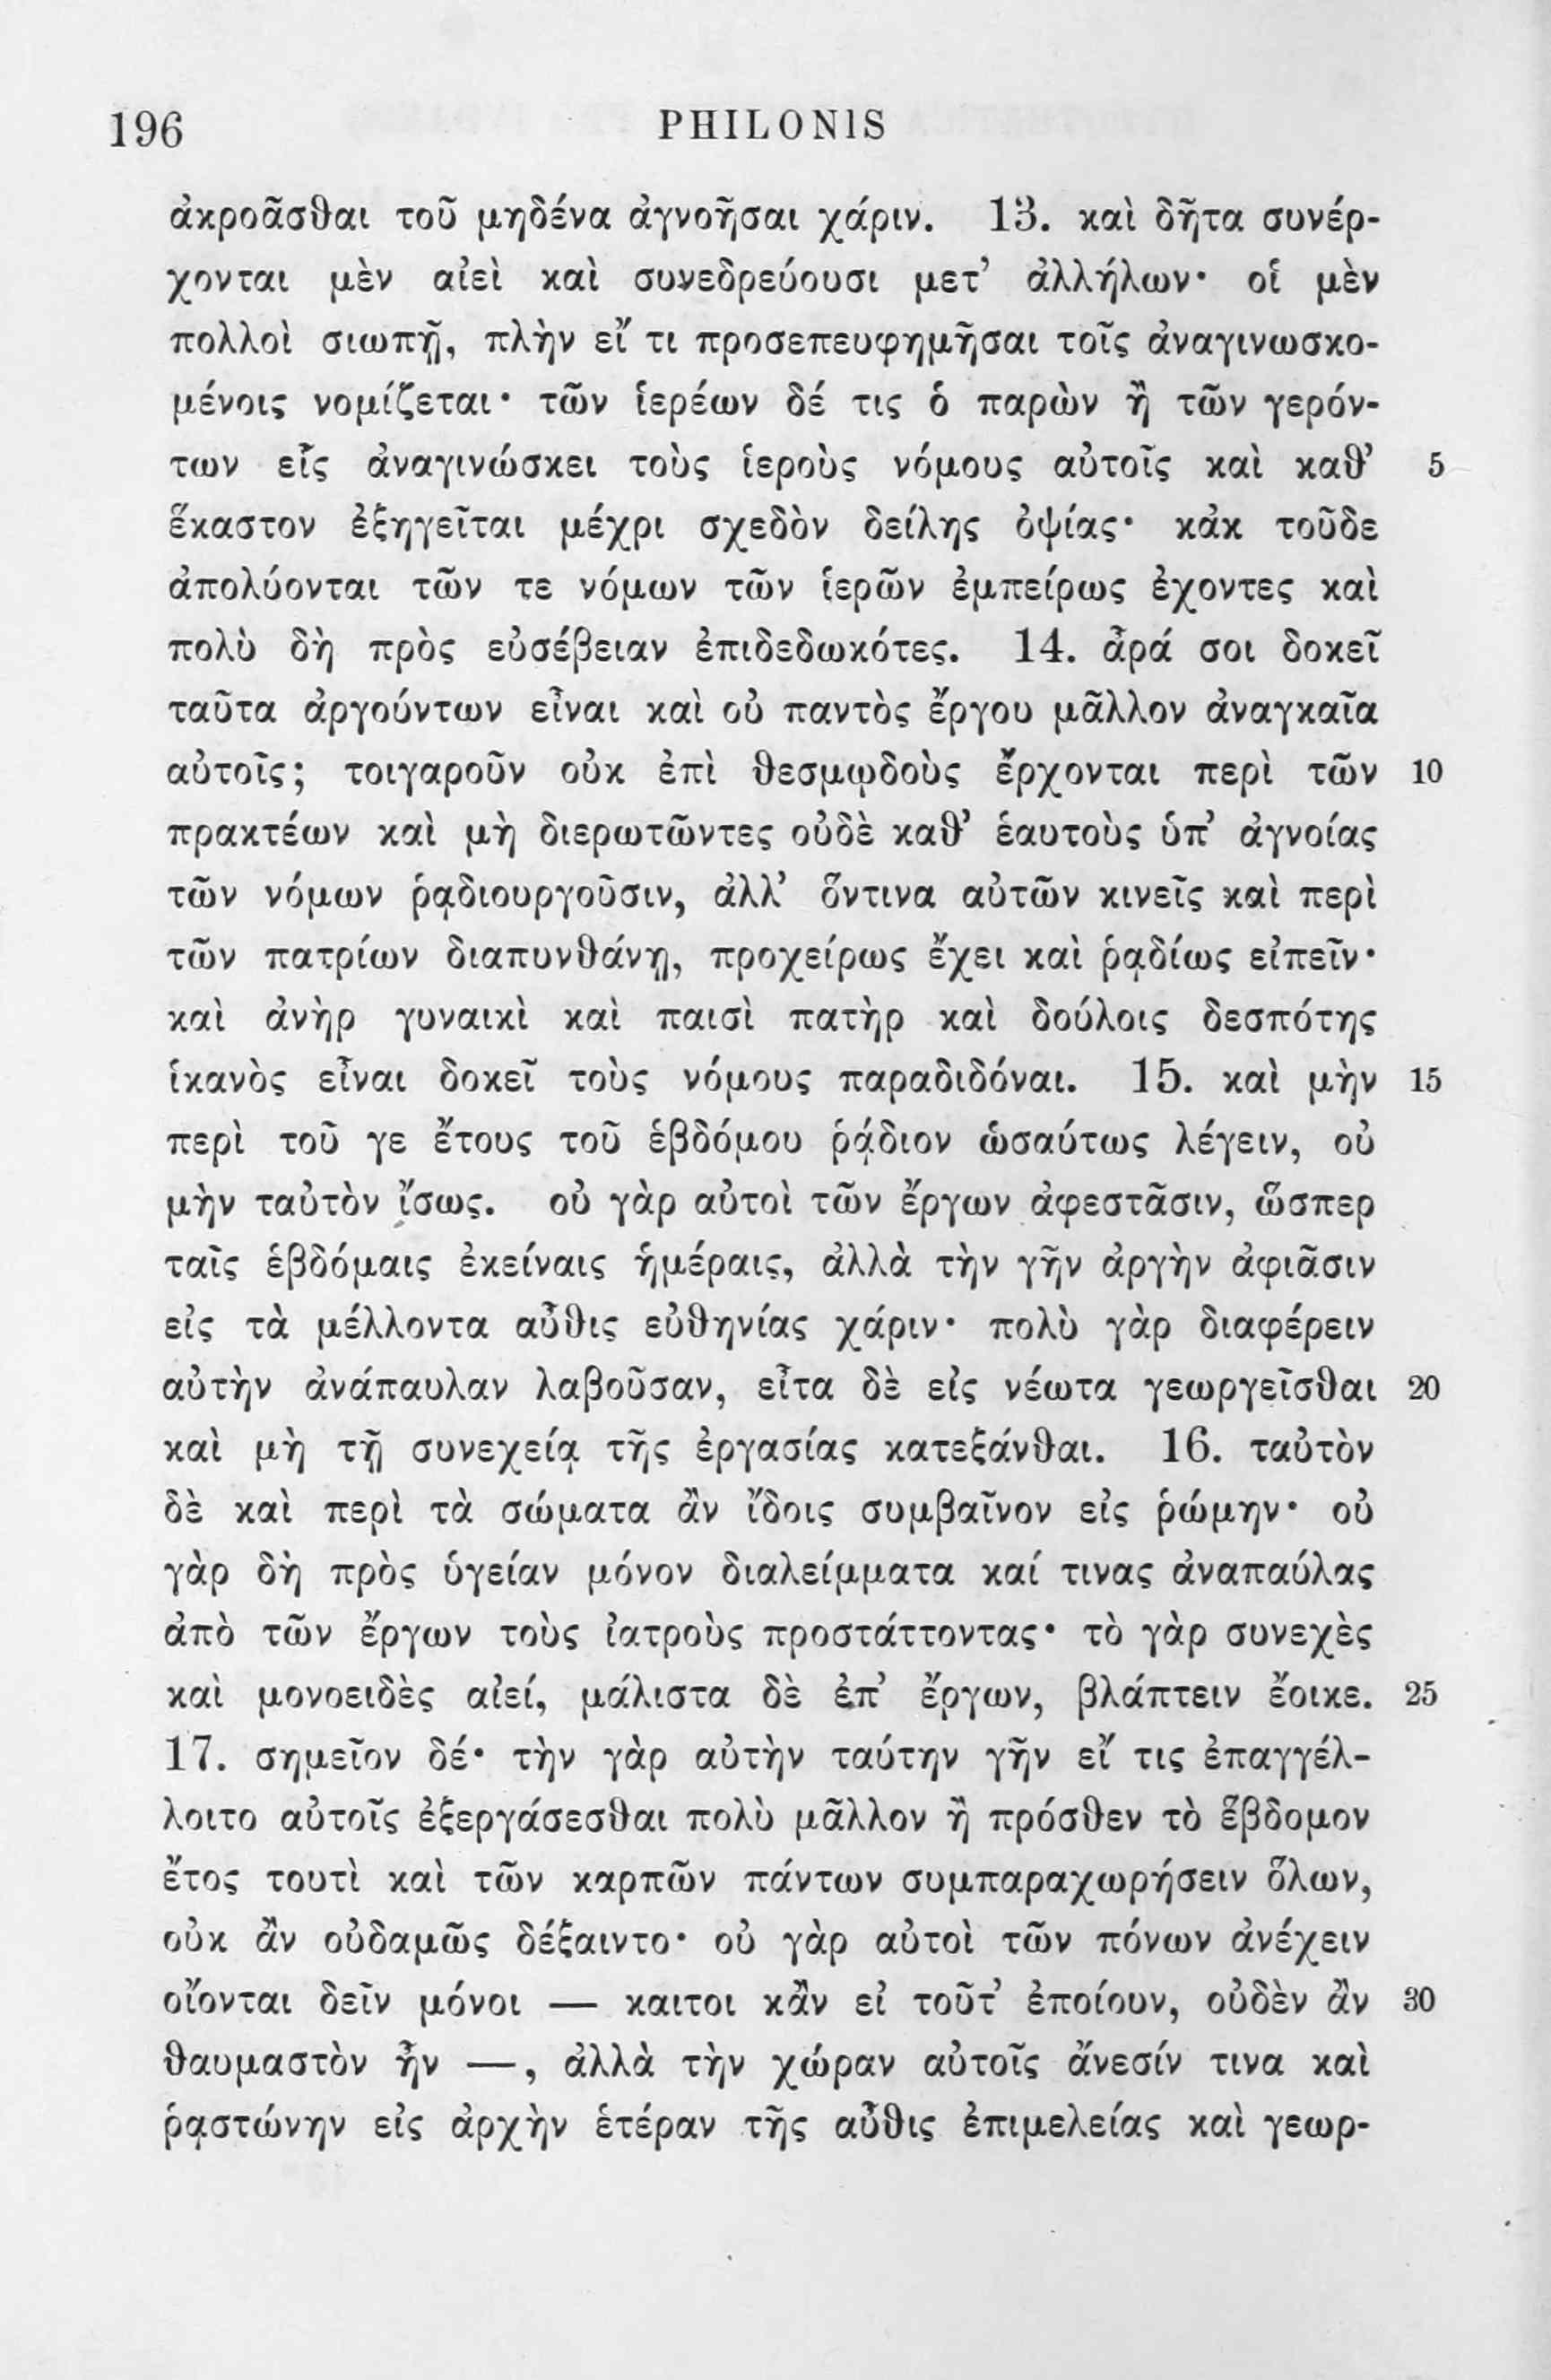 196
PHILONIS
ἀκροᾶσθαι τοῦ μηδένα ἀγνοῆσαι χάριν. 13. καὶ δῆτα συνέρ-
χονται μὲν αἰεὶ καὶ συνεδρεύουσι μετ’ ἀλλήλων· οἱ μὲν
πολλοὶ σιωπῇ, πλὴν εἴ τι προσεπευφημῆσαι τοῖς ἀναγινωσκο-
μένοις νομίζεται· τῶν ἱερέων δέ τις ὁ παρὼν ἢ τῶν γερόν-
των εἷς ἀναγινώσκει τοὺς ἱεροὺς νόμους αὐτοῖς καὶ καθ’ 5
ἕκαστον ἐξηγεῖται μέχρι σχεδὸν δείλης ὀψίας· κἀκ τοῦδε
ἀπολύονται τῶν τε νόμων τῶν ἱερῶν ἐμπείρως ἐχοντες καὶ
πολὺ δὴ πρὸς εὐσέβειαν ἐπιδεδωκότες. 14. ἆρά σοι δοκεῖ
ταῦτα ἀργούντων εἶναι καὶ οὐ παντὸς ἔργου μᾶλλον ἀναγκαῖα
αὐτοῖς; τοιγαροῦν οὐκ ἐπὶ θεσμῳδοὺς ἔρχονται περὶ τῶν 10
πρακτέων καὶ μὴ διερωτῶντες οὐδὲ καθ’ ἑαυτοὺς ὑπ’ ἀγνοίας
τῶν νόμων ῥᾳδιουργοῦσιν, ἀλλ’ ὅντινα αὐτῶν κινεῖς καὶ περὶ
τῶν πατρίων διαπυνθάνῃ, προχείρως ἔχει καὶ ῥᾳδίως εἰπεῖν·
καὶ ἀνὴρ γυναικὶ καὶ παισὶ πατὴρ καὶ δούλοις δεσπότης
ἱκανὸς εἶναι δοκεῖ τοὺς νόμους παραδιδόναι. 15. καὶ μὴν 15
περὶ τοῦ γε ἔτους τοῦ ἑβδόμου ῥᾴδιον ὡσαύτως λέγειν, οὐ
μὴν ταὐτὸν ἴσως. οὐ γὰρ αὐτοὶ τῶν ἔργων ἀφεστᾶσιν, ὥσπερ
ταῖς ἑβδόμαις ἐκείναις ἡμέραις, ἀλλὰ τὴν γῆν ἀργὴν ἀφιᾶσιν
εἰς τὰ μέλλοντα αὖθις εὐθηνίας χάριν· πολὺ γὰρ διαφέρειν
αὐτὴν ἀνάπαυλαν λαβοῦσαν, εἶτα δὲ εἰς νέωτα γεωργεῖσθαι 20
καὶ μὴ τῇ συνεχείᾳ τῆς ἐργασίας κατεξάνθαι. 16. ταὐτὸν
δὲ καὶ περὶ τὰ σώματα ἂν ἴδοις συμβαῖνον εἰς ῥώμην· οὐ
γὰρ δὴ πρὸς ὑγείαν μόνον διαλείμματα καί τινας ἀναπαύλας
ἀπὸ τῶν ἔργων τοὺς ἰατροὺς προστάττοντας· τὸ γὰρ συνεχὲς
καὶ μονοειδὲς αἰεί, μάλιστα δὲ ἐπ’ ἔργων, βλάπτειν ἔοικε. 25
17. σημεῖον δέ· τὴν γὰρ αὐτὴν ταύτην γῆν εἴ τις ἐπαγγέλ-
λοιτο αὐτοῖς ἐξεργάσεσθαι πολὺ μᾶλλον ἢ πρόσθεν τὸ ἕβδομον
ἔτος τουτὶ καὶ τῶν καρπῶν πάντων συμπαραχωρήσειν ὅλων,
οὐκ ἂν οὐδαμῶς δέξαιντο· οὐ γὰρ αὐτοὶ τῶν πόνων ἀνέχειν
οἴονται δεῖν μόνοι — καιτοι κἂν εἰ τοῦτ’ ἐποίουν, οὐδὲν ἂν 30
θαυμαστὸν ἦν —, ἀλλὰ τὴν χώραν αὐτοῖς ἄνεσίν τινα καὶ
ῥᾳστώνην εἰς ἀρχὴν ἑτέραν τῆς αὖθις ἐπιμελείας καὶ γεωρ-